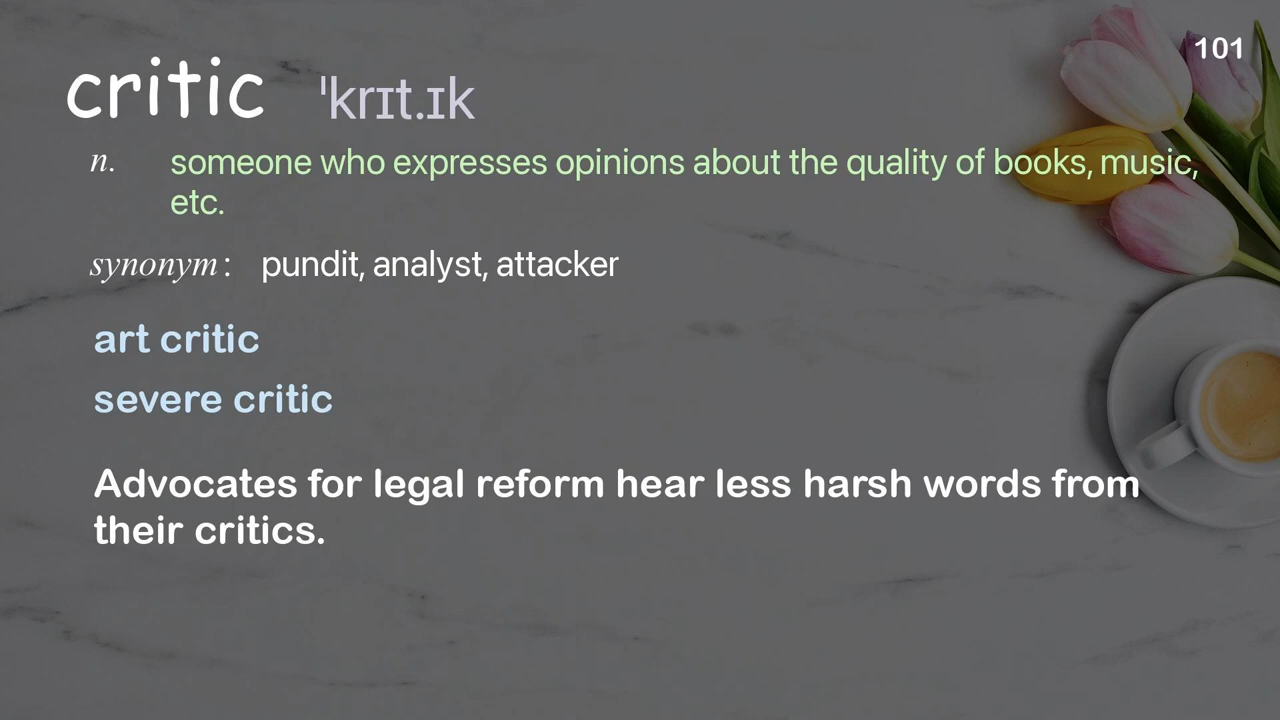 101
critic ˈkrɪt.ɪk
n. someone who expresses opinions about the quality of books, music,
etc.
synonym: pundit, analyst, attacker
art critic
severe critic
Advocates for legal reform hear less harsh words from
their critics.